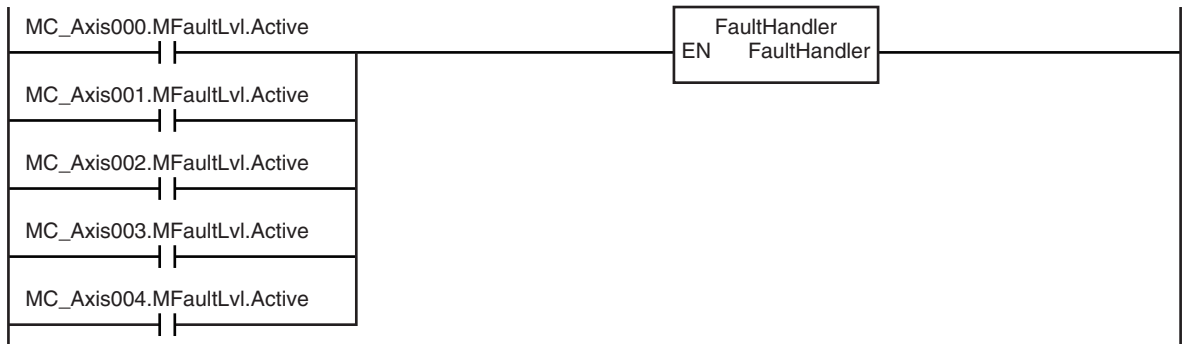 MC_Axis000.MFaultLvl.Active
FaultHandler
EN FaultHandler
MC_Axis001.MFaultLvl.Active
MC_Axis002.MFaultLvl.Active
MC_Axis003.MFaultLvl.Active
MC_Axis004.MFaultLvl.Active